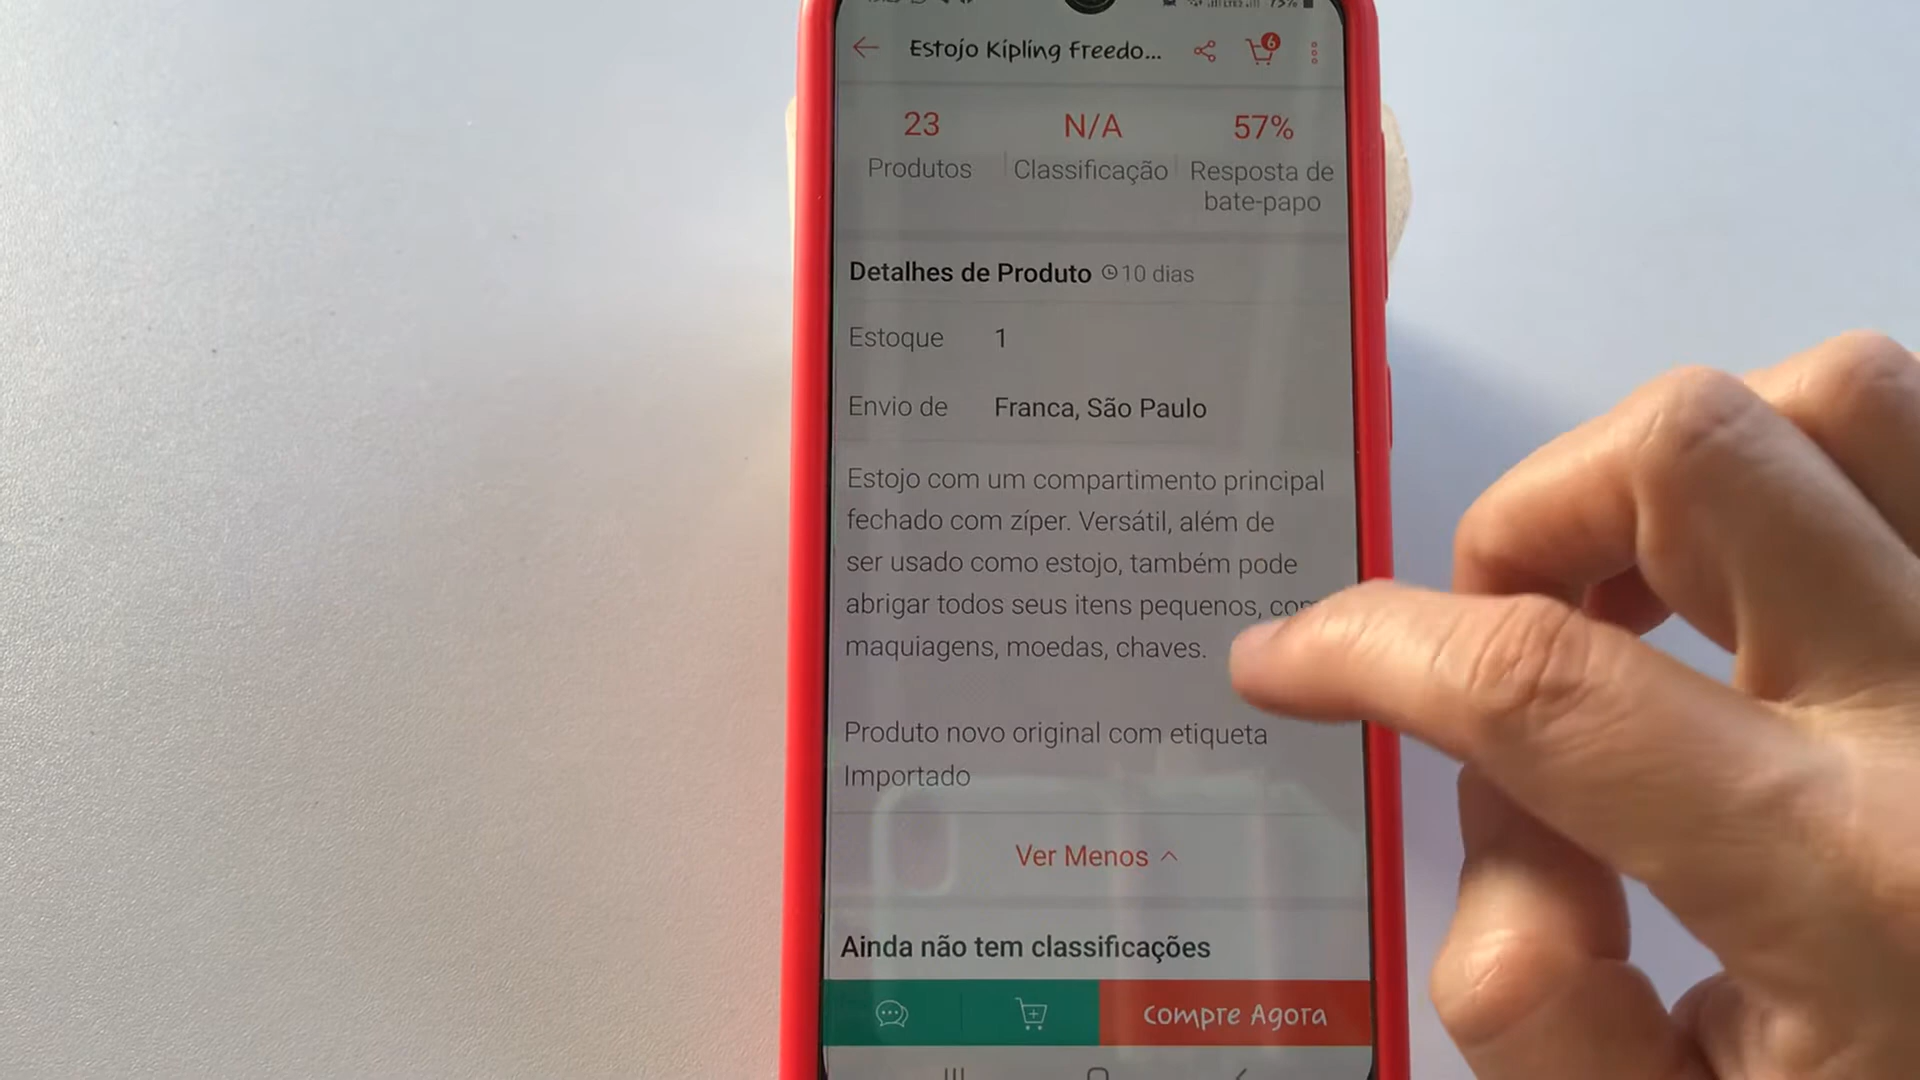 Estojo Kipling Freedo...
6
23
N/A
57%
Produtos
Classificação
Resposta de
bate-papo
Detalhes de Produto 10 dias
Estoque 1
Envio de Franca, São Paulo
Estojo com um compartimento principal
fechado com zíper. Versátil, além de
ser usado como estojo, também pode
abrigar todos seus itens pequenos,
maquiagens, moedas, chaves.
Produto novo original com etiqueta
Importado
Ver Menos
Ainda não tem classificações
Compre Agora